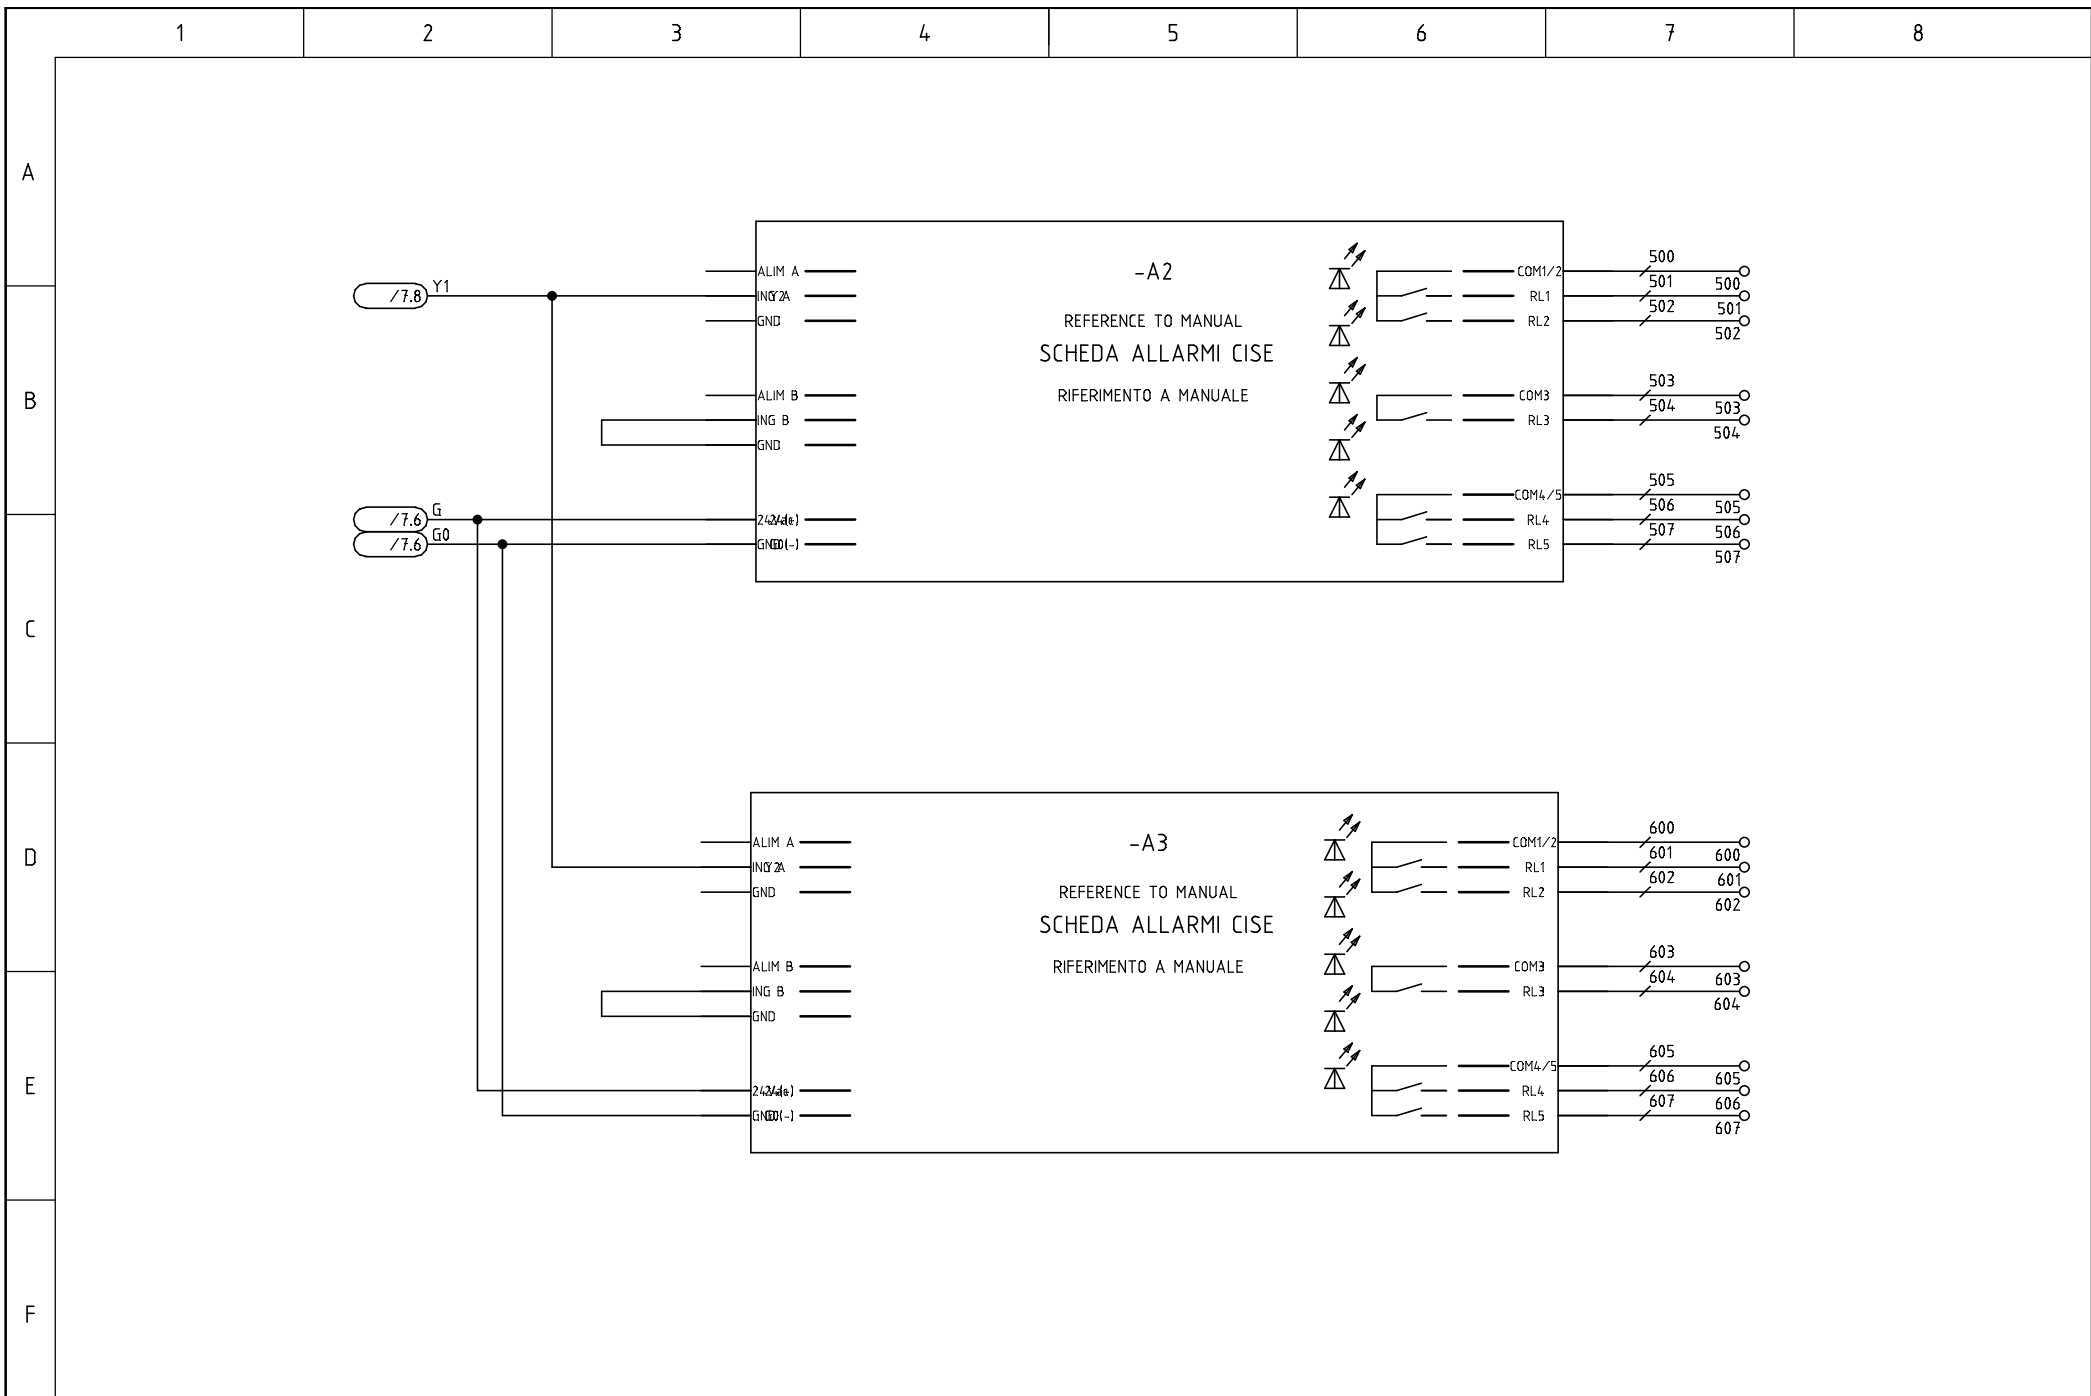 1 2 3 4 5 6 7 8
A
-A2
ALIM A COM1/2 500
/7.8 Y1 RL1 501 500
GND REFERENCE TO MANUAL RL2 502 501
SCHEDA ALLARMI CISE 502
B
ALIM B RIFERIMENTO A MANUALE COM3 503
ING B RL3 504 503
GND 504
COM4/5 505
/7.6 G RL4 506 505
/7.6 G0 RL5 507 506
507
C
-A3
ALIM A COM1/2 600
D
RL1 601 600
GND REFERENCE TO MANUAL RL2 602 601
SCHEDA ALLARMI CISE 602
ALIM B RIFERIMENTO A MANUALE COM3 603
ING B RL3 604 603
GND 604
COM4/5 605
E
RL4 606 605
RL5 607 606
607
F